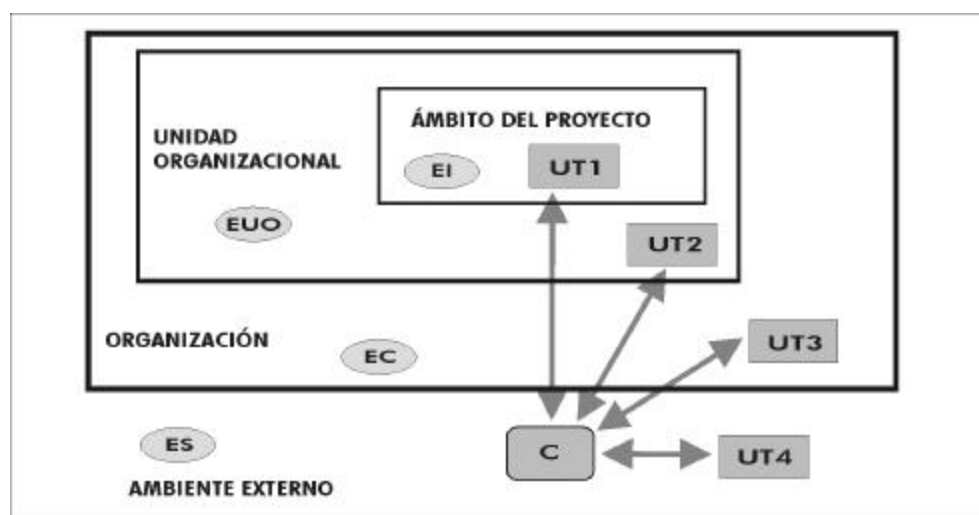 ÁMBITO DEL PROYECTO
UNIDAD
ORGANIZACIONAL
EI
UT1
EUO
UT2
ORGANIZACIÓN
EC
UT3
ES
C
UT4
AMBIENTE EXTERNO